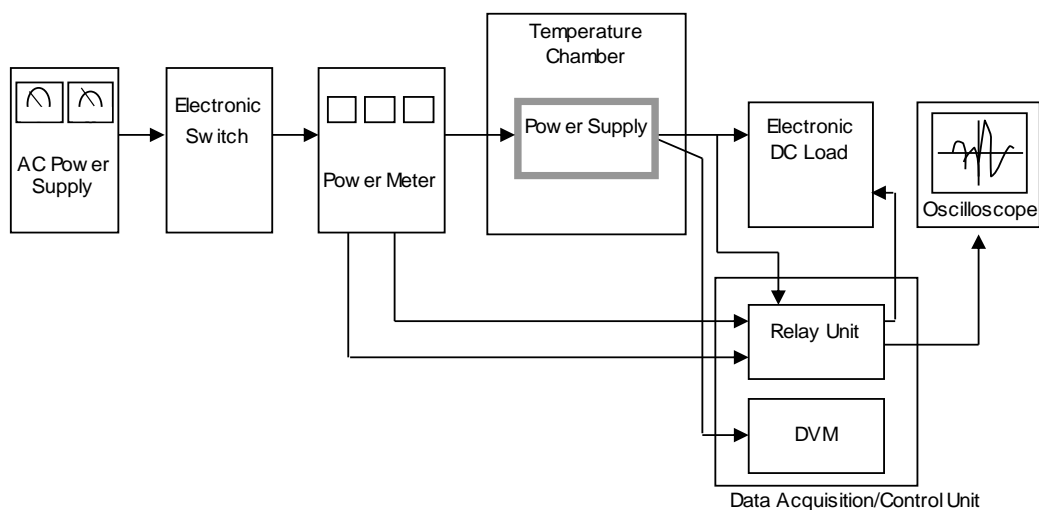 Temperature
Chamber
AC Power
Supply
Electronic
Switch
Power Meter
Power Supply
Electronic
DC Load
Oscilloscope
Relay Unit
DVM
Data Acquisition/Control Unit